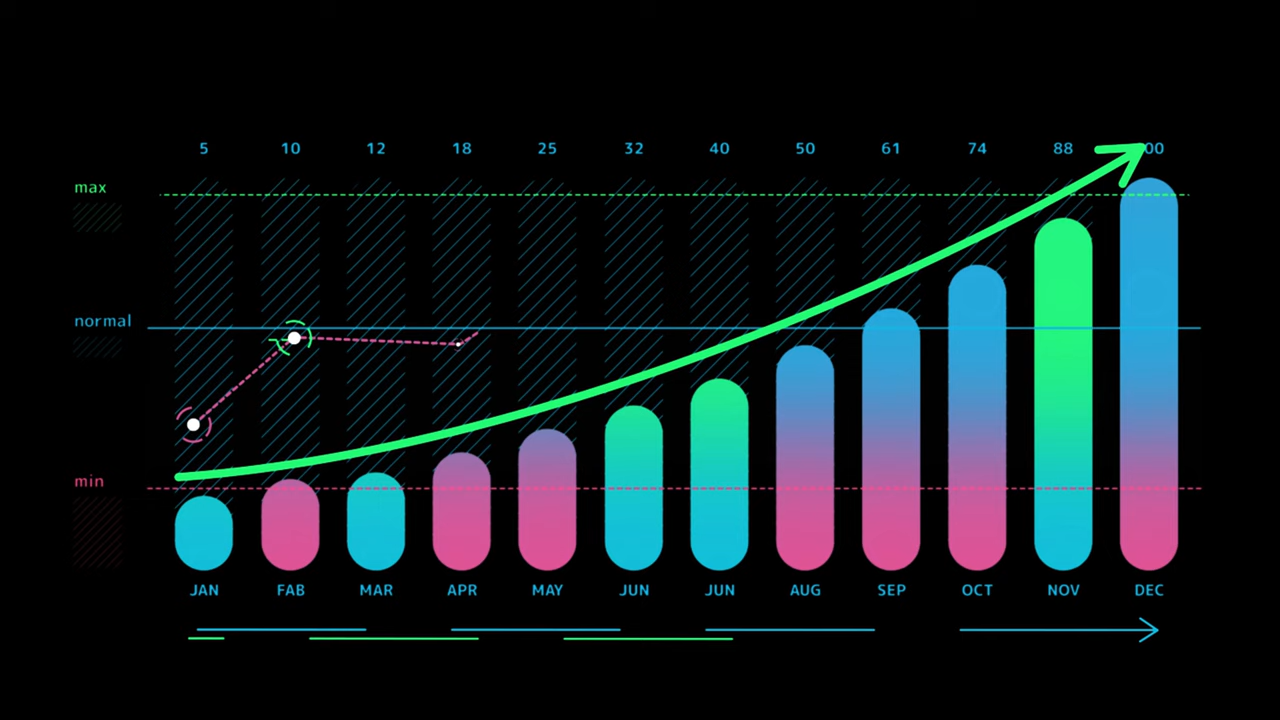 5 10 12 18 25 32 40 50 61 74 88 00
max
normal
min
JAN FAB MAR APR MAY JUN JUN AUG SEP OCT NOV DEC